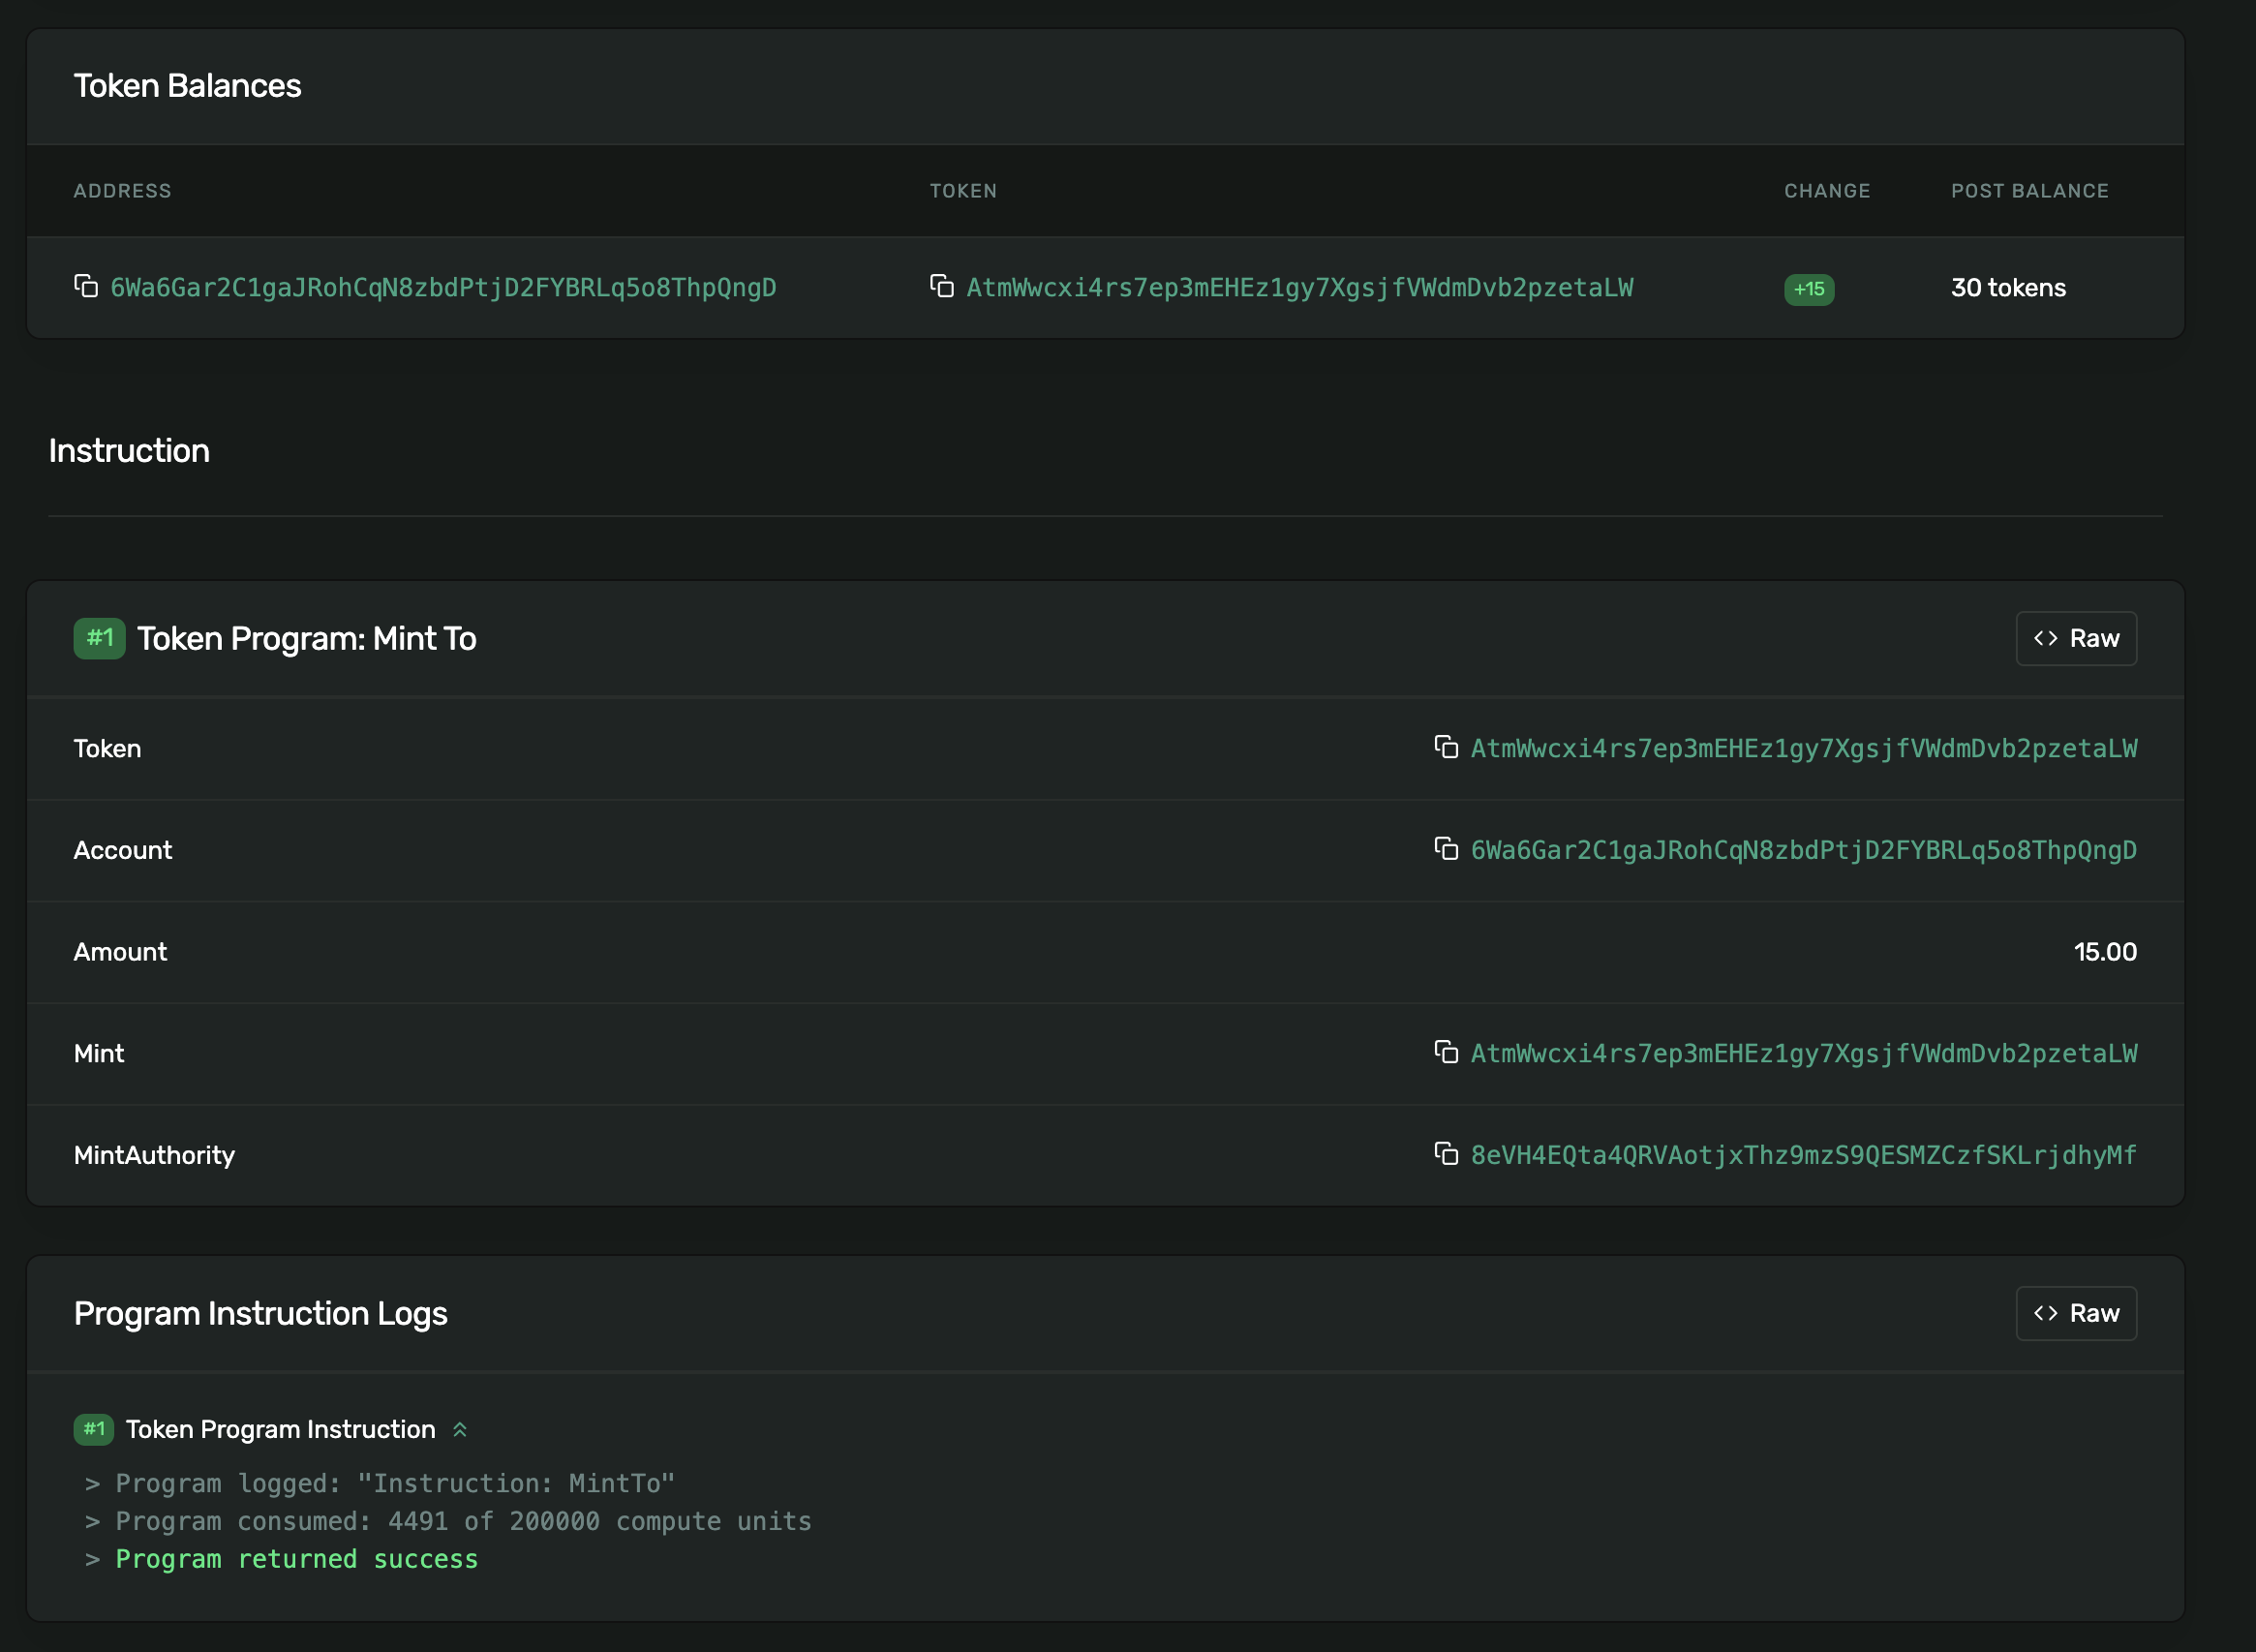 Token Balances
ADDRESS TOKEN CHANGE POST BALANCE
6Wa6Gar2C1gaJRohCqN8zbdPtjD2FYBRLq5o8ThpQngD AtmWwcxi4rs7ep3mEHEz1gy7XgsjfVWdmDvb2pzetaLW +15 30 tokens
Instruction
#1 Token Program: Mint To Raw
Token AtmWwcxi4rs7ep3mEHEz1gy7XgsjfVWdmDvb2pzetaLW
Account 6Wa6Gar2C1gaJRohCqN8zbdPtjD2FYBRLq5o8ThpQngD
Amount 15.00
Mint AtmWwcxi4rs7ep3mEHEz1gy7XgsjfVWdmDvb2pzetaLW
MintAuthority 8eVH4EQta4QRVAotjxThz9mzS9QESMZCzfSKLrjdhyMf
Program Instruction Logs Raw
#1 Token Program Instruction
> Program logged: "Instruction: MintTo"
> Program consumed: 4491 of 200000 compute units
> Program returned success